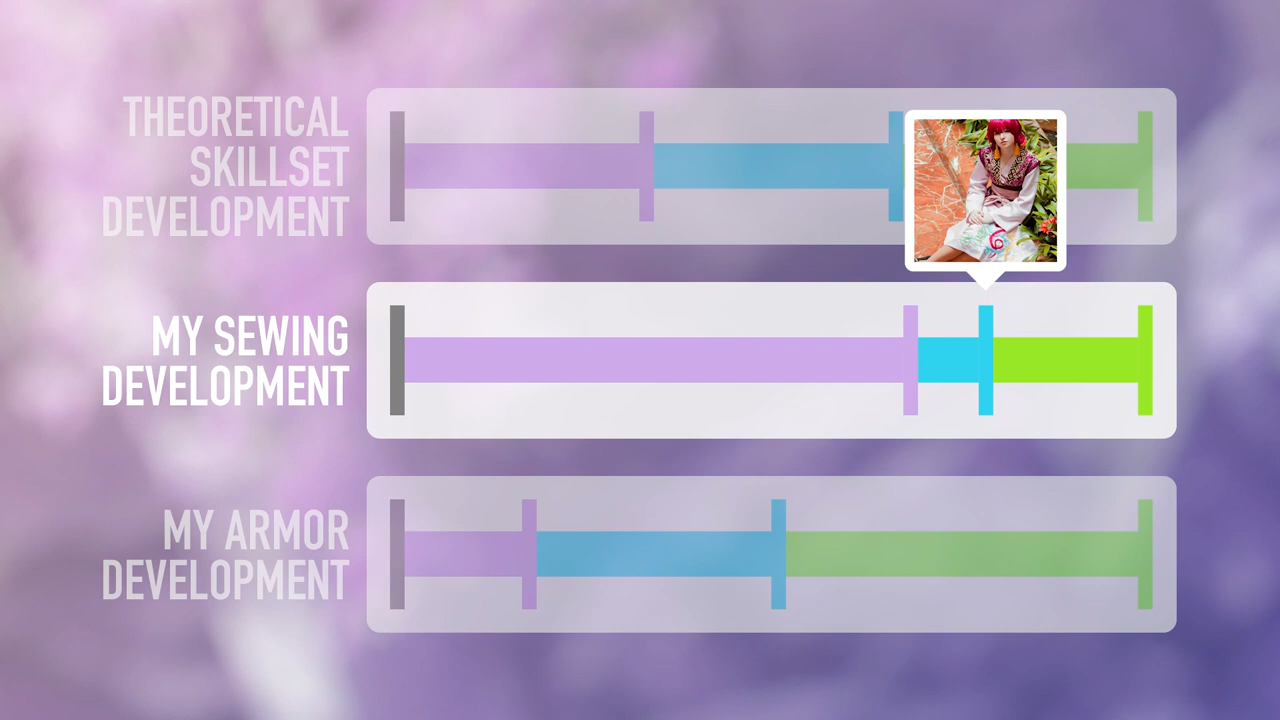 THEORETICAL
SKILLSET
DEVELOPMENT
MY SEWING
DEVELOPMENT
MY ARMOR
DEVELOPMENT